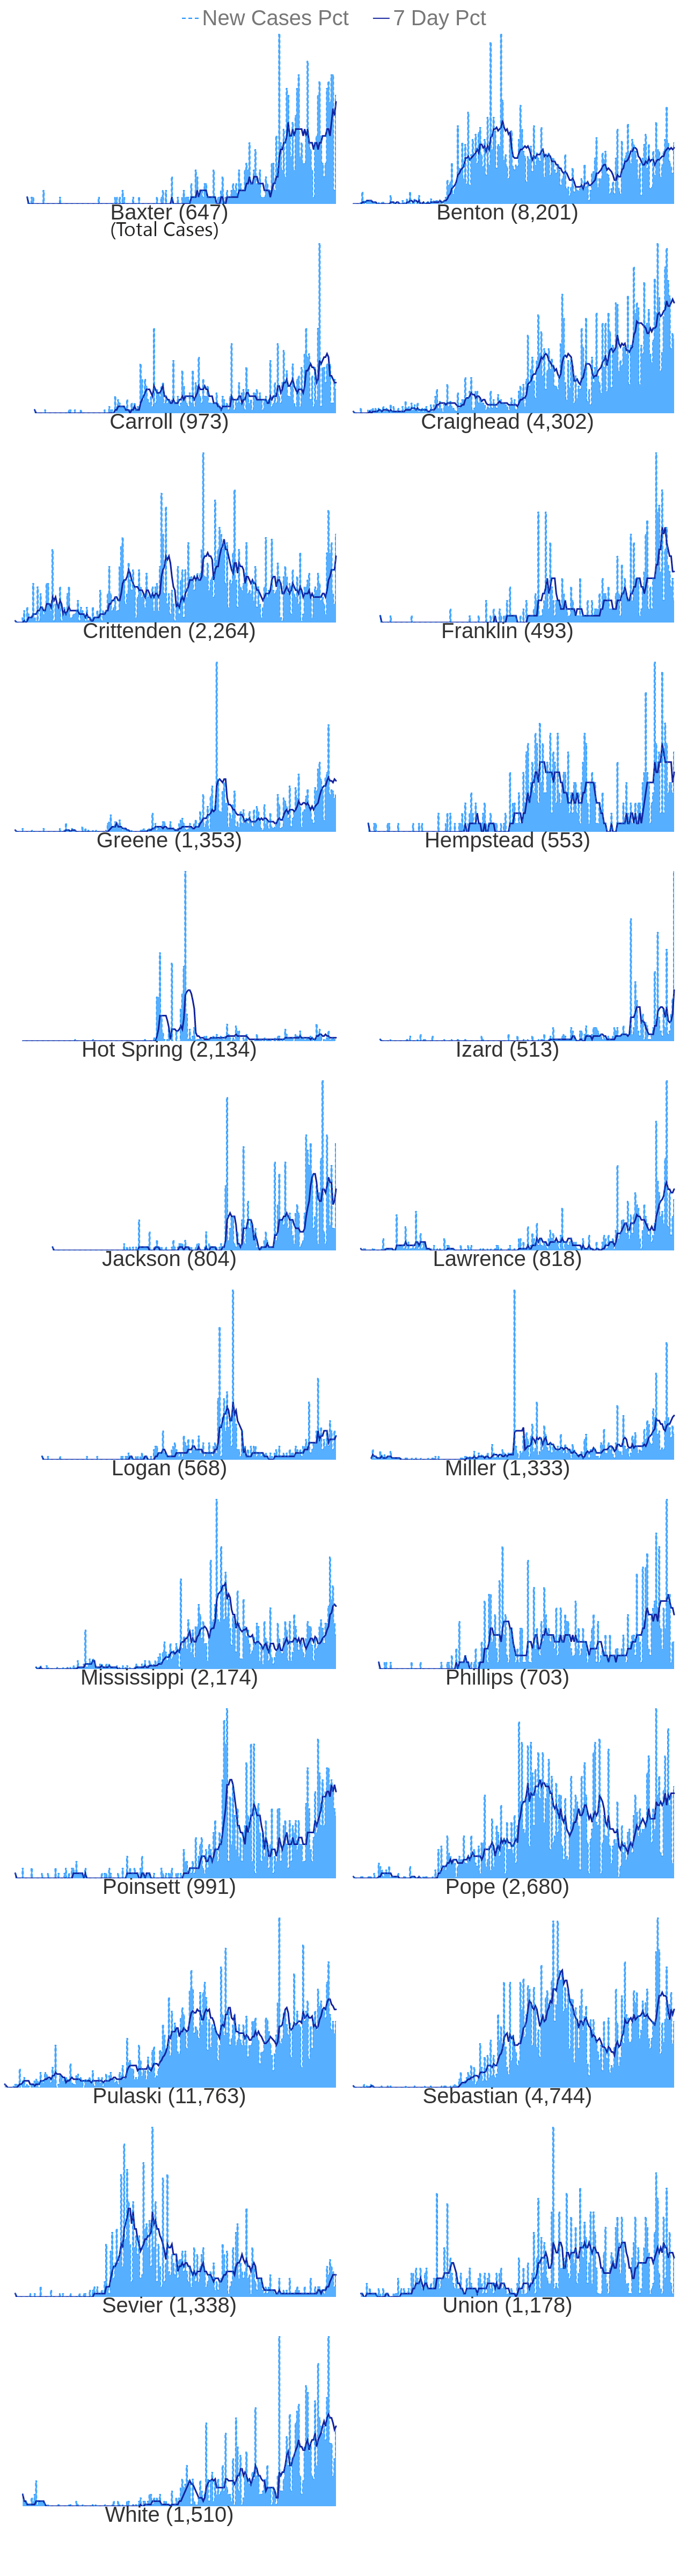 New Cases Pct 7 Day Pct
Baxter (647) Benton (8,201)
(Total Cases)
Carroll (973) Craighead (4,302)
Crittenden (2,264) Franklin (493)
Greene (1,353) Hempstead (553)
Hot Spring (2,134) Izard (513)
Jackson (804) Lawrence (818)
Logan (568) Miller (1,333)
Mississippi (2,174) Phillips (703)
Poinsett (991) Pope (2,680)
Pulaski (11,763) Sebastian (4,744)
Sevier (1,338) Union (1,178)
White (1,510)